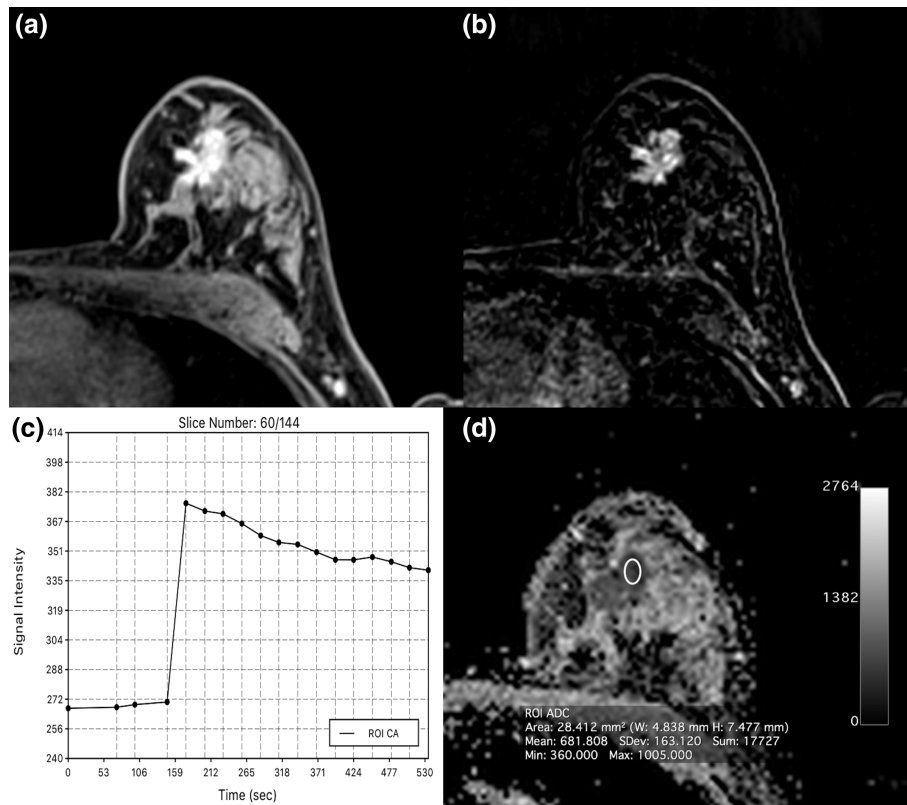 (a)
(b)
(c)
Slice Number: 60/144
Signal Intensity
414
398
382
367
351
335
319
304
288
272
256
240
0 53 106 159 212 265 318 371 424 477 530
Time (sec)
ROI CA
(d)
2764
1382
0
ROI ADC
Area: 28.412 mm² (W: 4.838 mm H: 7.477 mm)
Mean: 681.808 SDev: 163.120 Sum: 17727
Min: 360.000 Max: 1005.000